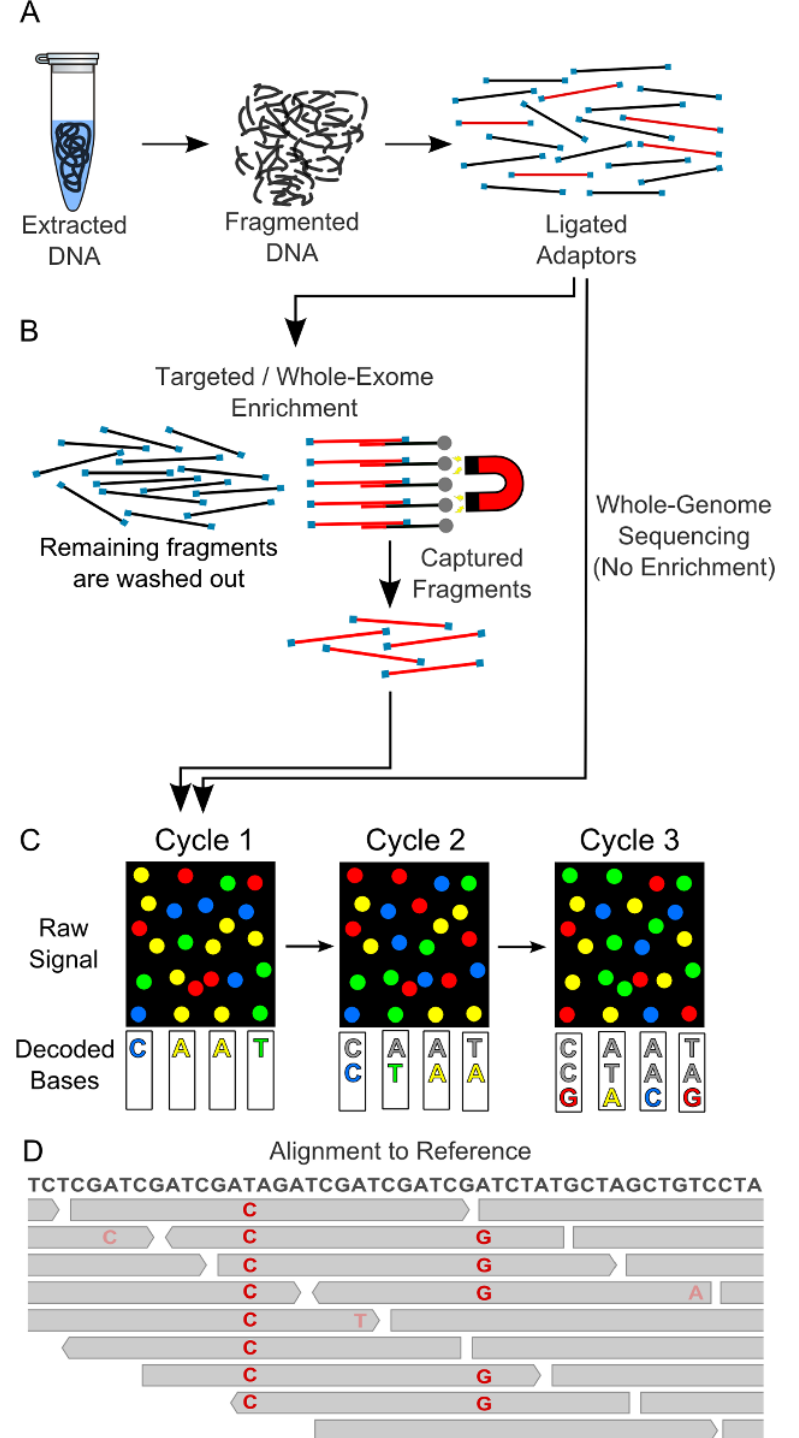 A
Extracted
DNA
Fragmented
DNA
Ligated
Adaptors
B
Targeted / Whole-Exome
Enrichment
Remaining fragments
are washed out
Captured
Fragments
Whole-Genome
Sequencing
(No Enrichment)
C
Cycle 1
Cycle 2
Cycle 3
Raw
Signal
Decoded
Bases
C A A T
C A A T
C T A A
C A A T
C T A A
G A C G
D
Alignment to Reference
TCTCGATCGATCGATAGATCGATCGATCGATCTATGCTAGCTGTCCTA
C
C C G
C G
C G A
C T
C
C G
C G